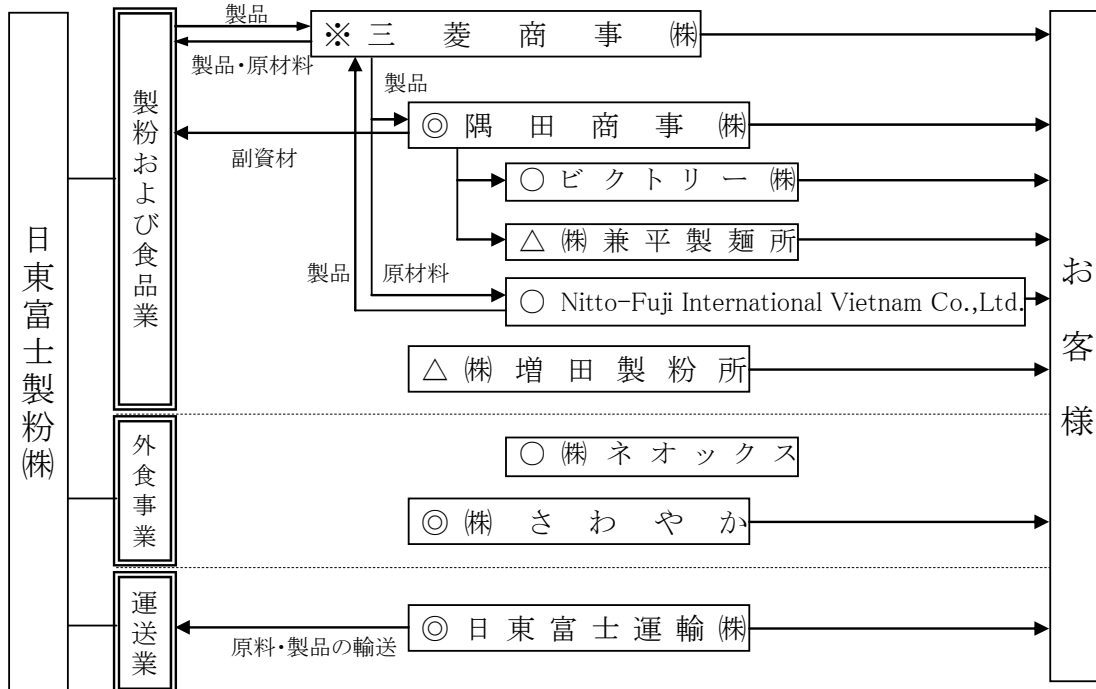 日東富士製粉㈱
製粉および食品業
製品
製品・原材料
※三菱商事㈱
製品
◎隅田商事㈱
副資材
○ビクトリー㈱
△㈱兼平製麺所
製品
原材料
○ Nitto-Fuji International Vietnam Co.,Ltd.
△㈱増田製粉所
外食事業
○㈱ネオックス
◎㈱さわやか
運送業
原料・製品の輸送
◎日東富士運輸㈱
お客様